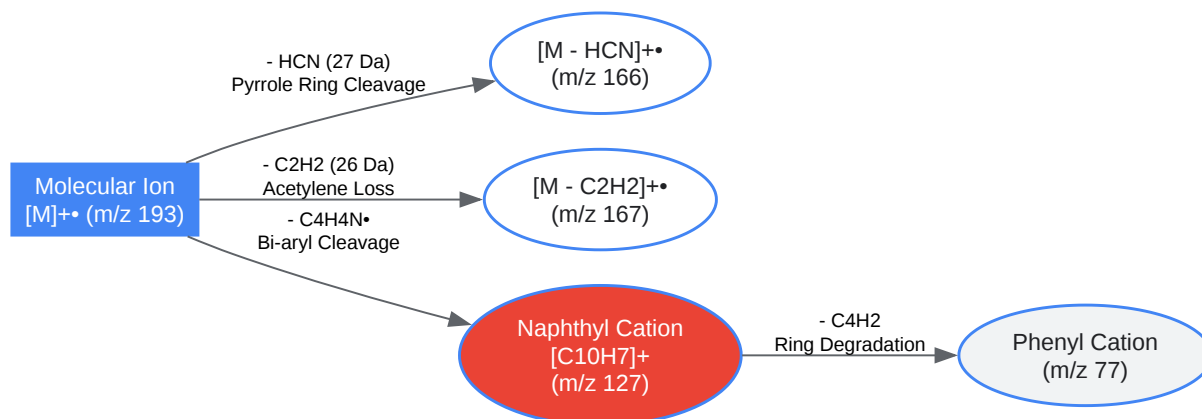 - HCN (27 Da)
Pyrrole Ring Cleavage
[M - HCN]+•
(m/z 166)
Molecular Ion
[M]+• (m/z 193)
- C2H2 (26 Da)
Acetylene Loss
[M - C2H2]+•
(m/z 167)
- C4H4N•
Bi-aryl Cleavage
Naphthyl Cation
[C10H7]+
(m/z 127)
- C4H2
Ring Degradation
Phenyl Cation
(m/z 77)